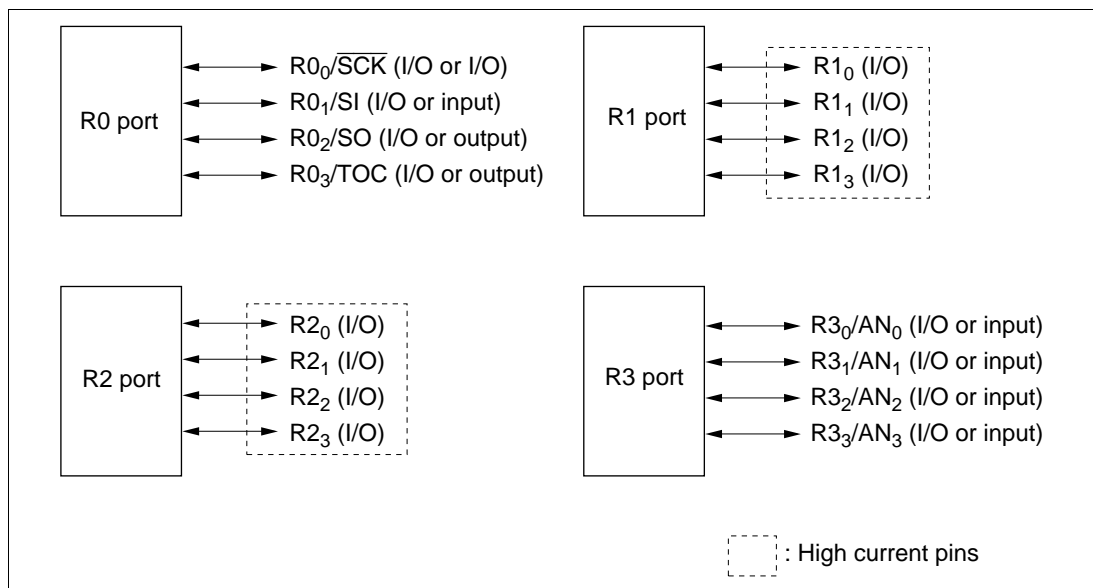 R0 port
R0₀/S̅C̅K̅ (I/O or I/O)
R0₁/SI (I/O or input)
R0₂/SO (I/O or output)
R0₃/TOC (I/O or output)
R1 port
R1₀ (I/O)
R1₁ (I/O)
R1₂ (I/O)
R1₃ (I/O)
R2 port
R2₀ (I/O)
R2₁ (I/O)
R2₂ (I/O)
R2₃ (I/O)
R3 port
R3₀/AN₀ (I/O or input)
R3₁/AN₁ (I/O or input)
R3₂/AN₂ (I/O or input)
R3₃/AN₃ (I/O or input)
: High current pins